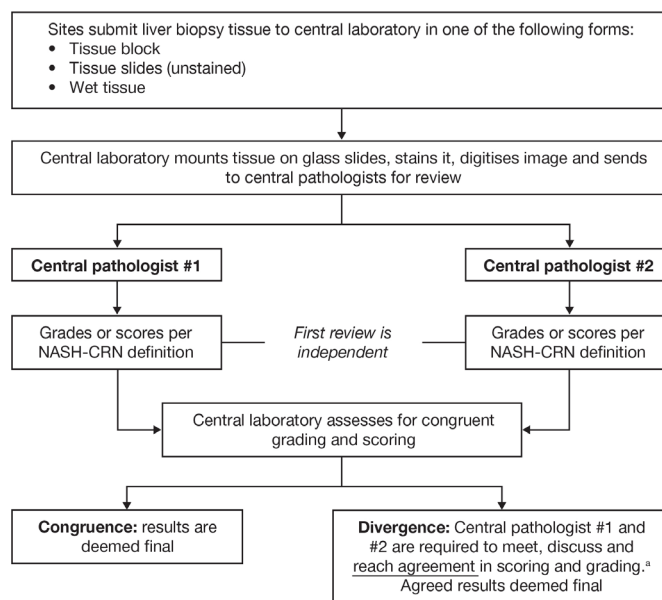 Sites submit liver biopsy tissue to central laboratory in one of the following forms:
• Tissue block
• Tissue slides (unstained)
• Wet tissue
Central laboratory mounts tissue on glass slides, stains it, digitises image and sends
to central pathologists for review
Central pathologist #1
Central pathologist #2
Grades or scores per
NASH-CRN definition
First review is
independent
Grades or scores per
NASH-CRN definition
Central laboratory assesses for congruent
grading and scoring
Congruence: results are
deemed final
Divergence: Central pathologist #1 and
#2 are required to meet, discuss and
reach agreement in scoring and grading.ᵃ
Agreed results deemed final